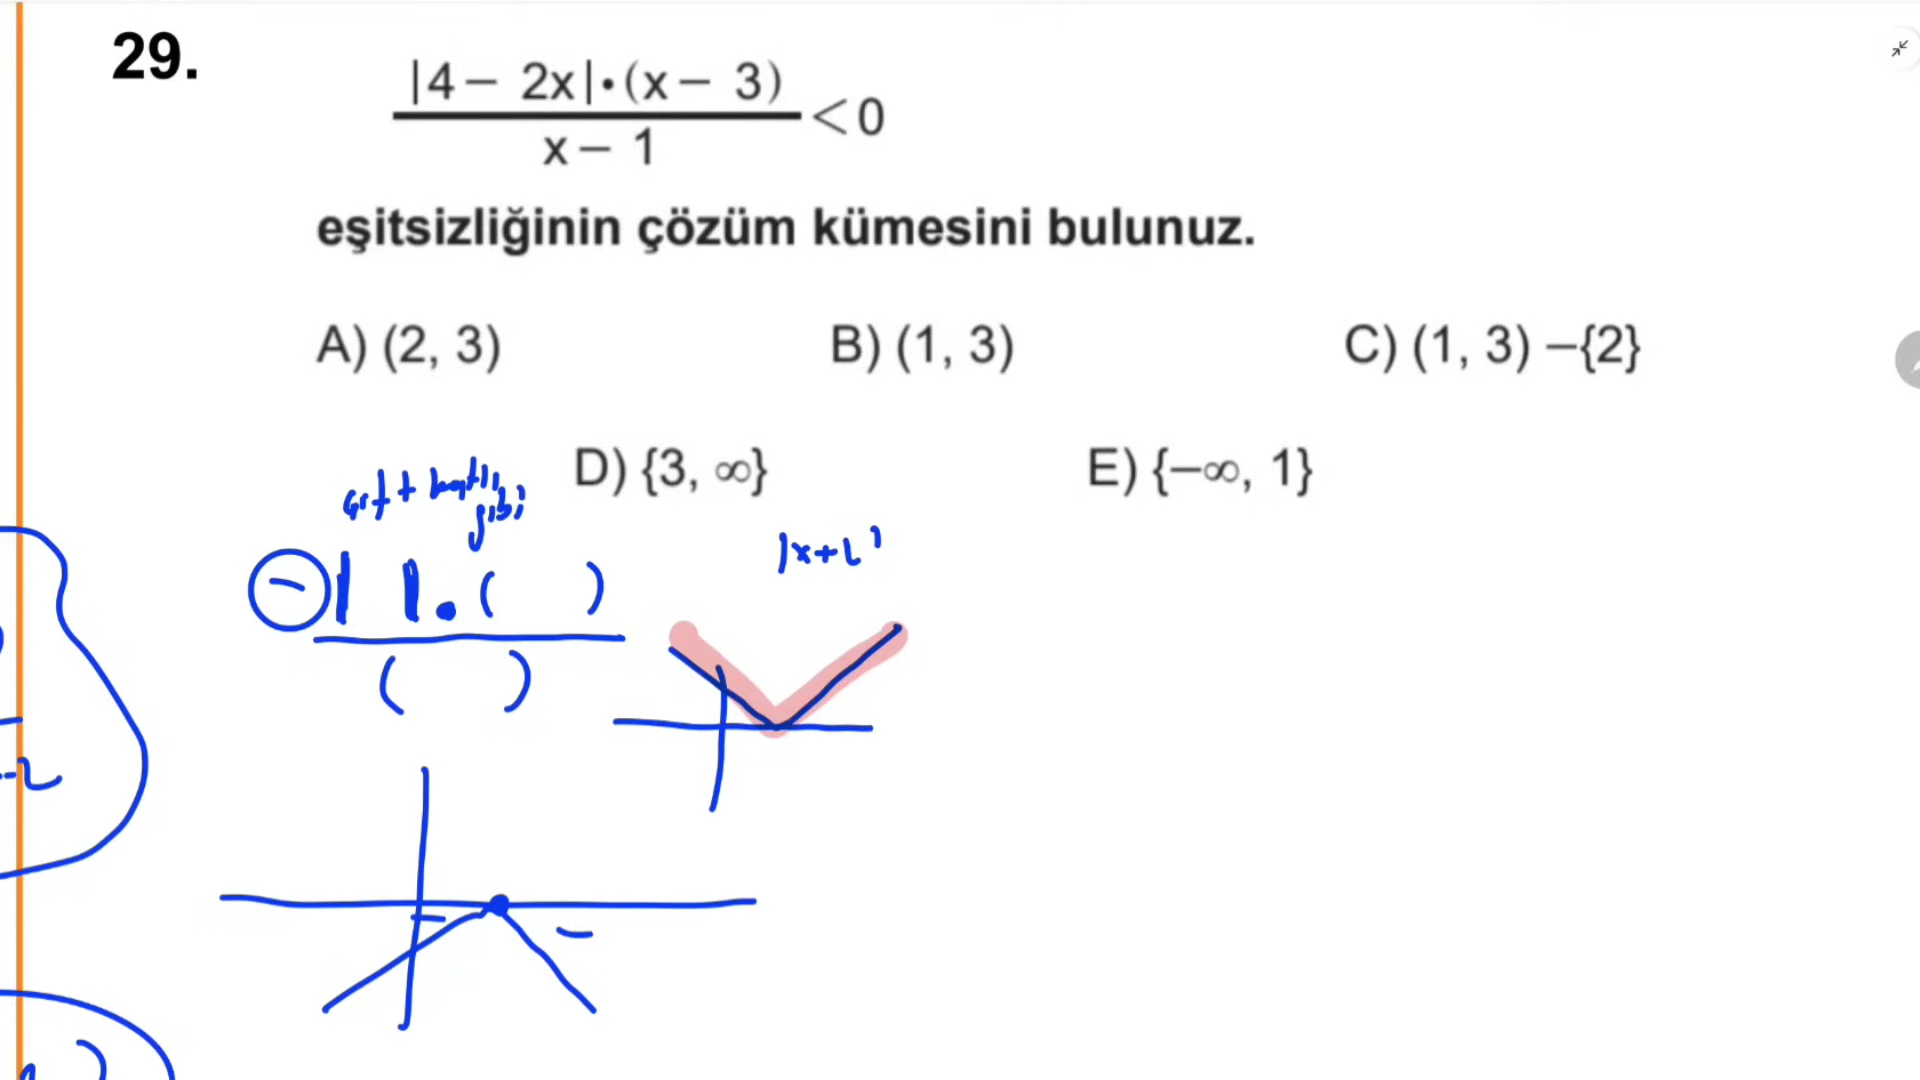 29.
|4 − 2x|·(x − 3)
x − 1
<0
eşitsizliğinin çözüm kümesini bulunuz.
A) (2, 3) B) (1, 3) C) (1, 3) −{2}
D) {3, ∞} E) {−∞, 1}
çift + katlı
gibi
− | | . ( )
( )